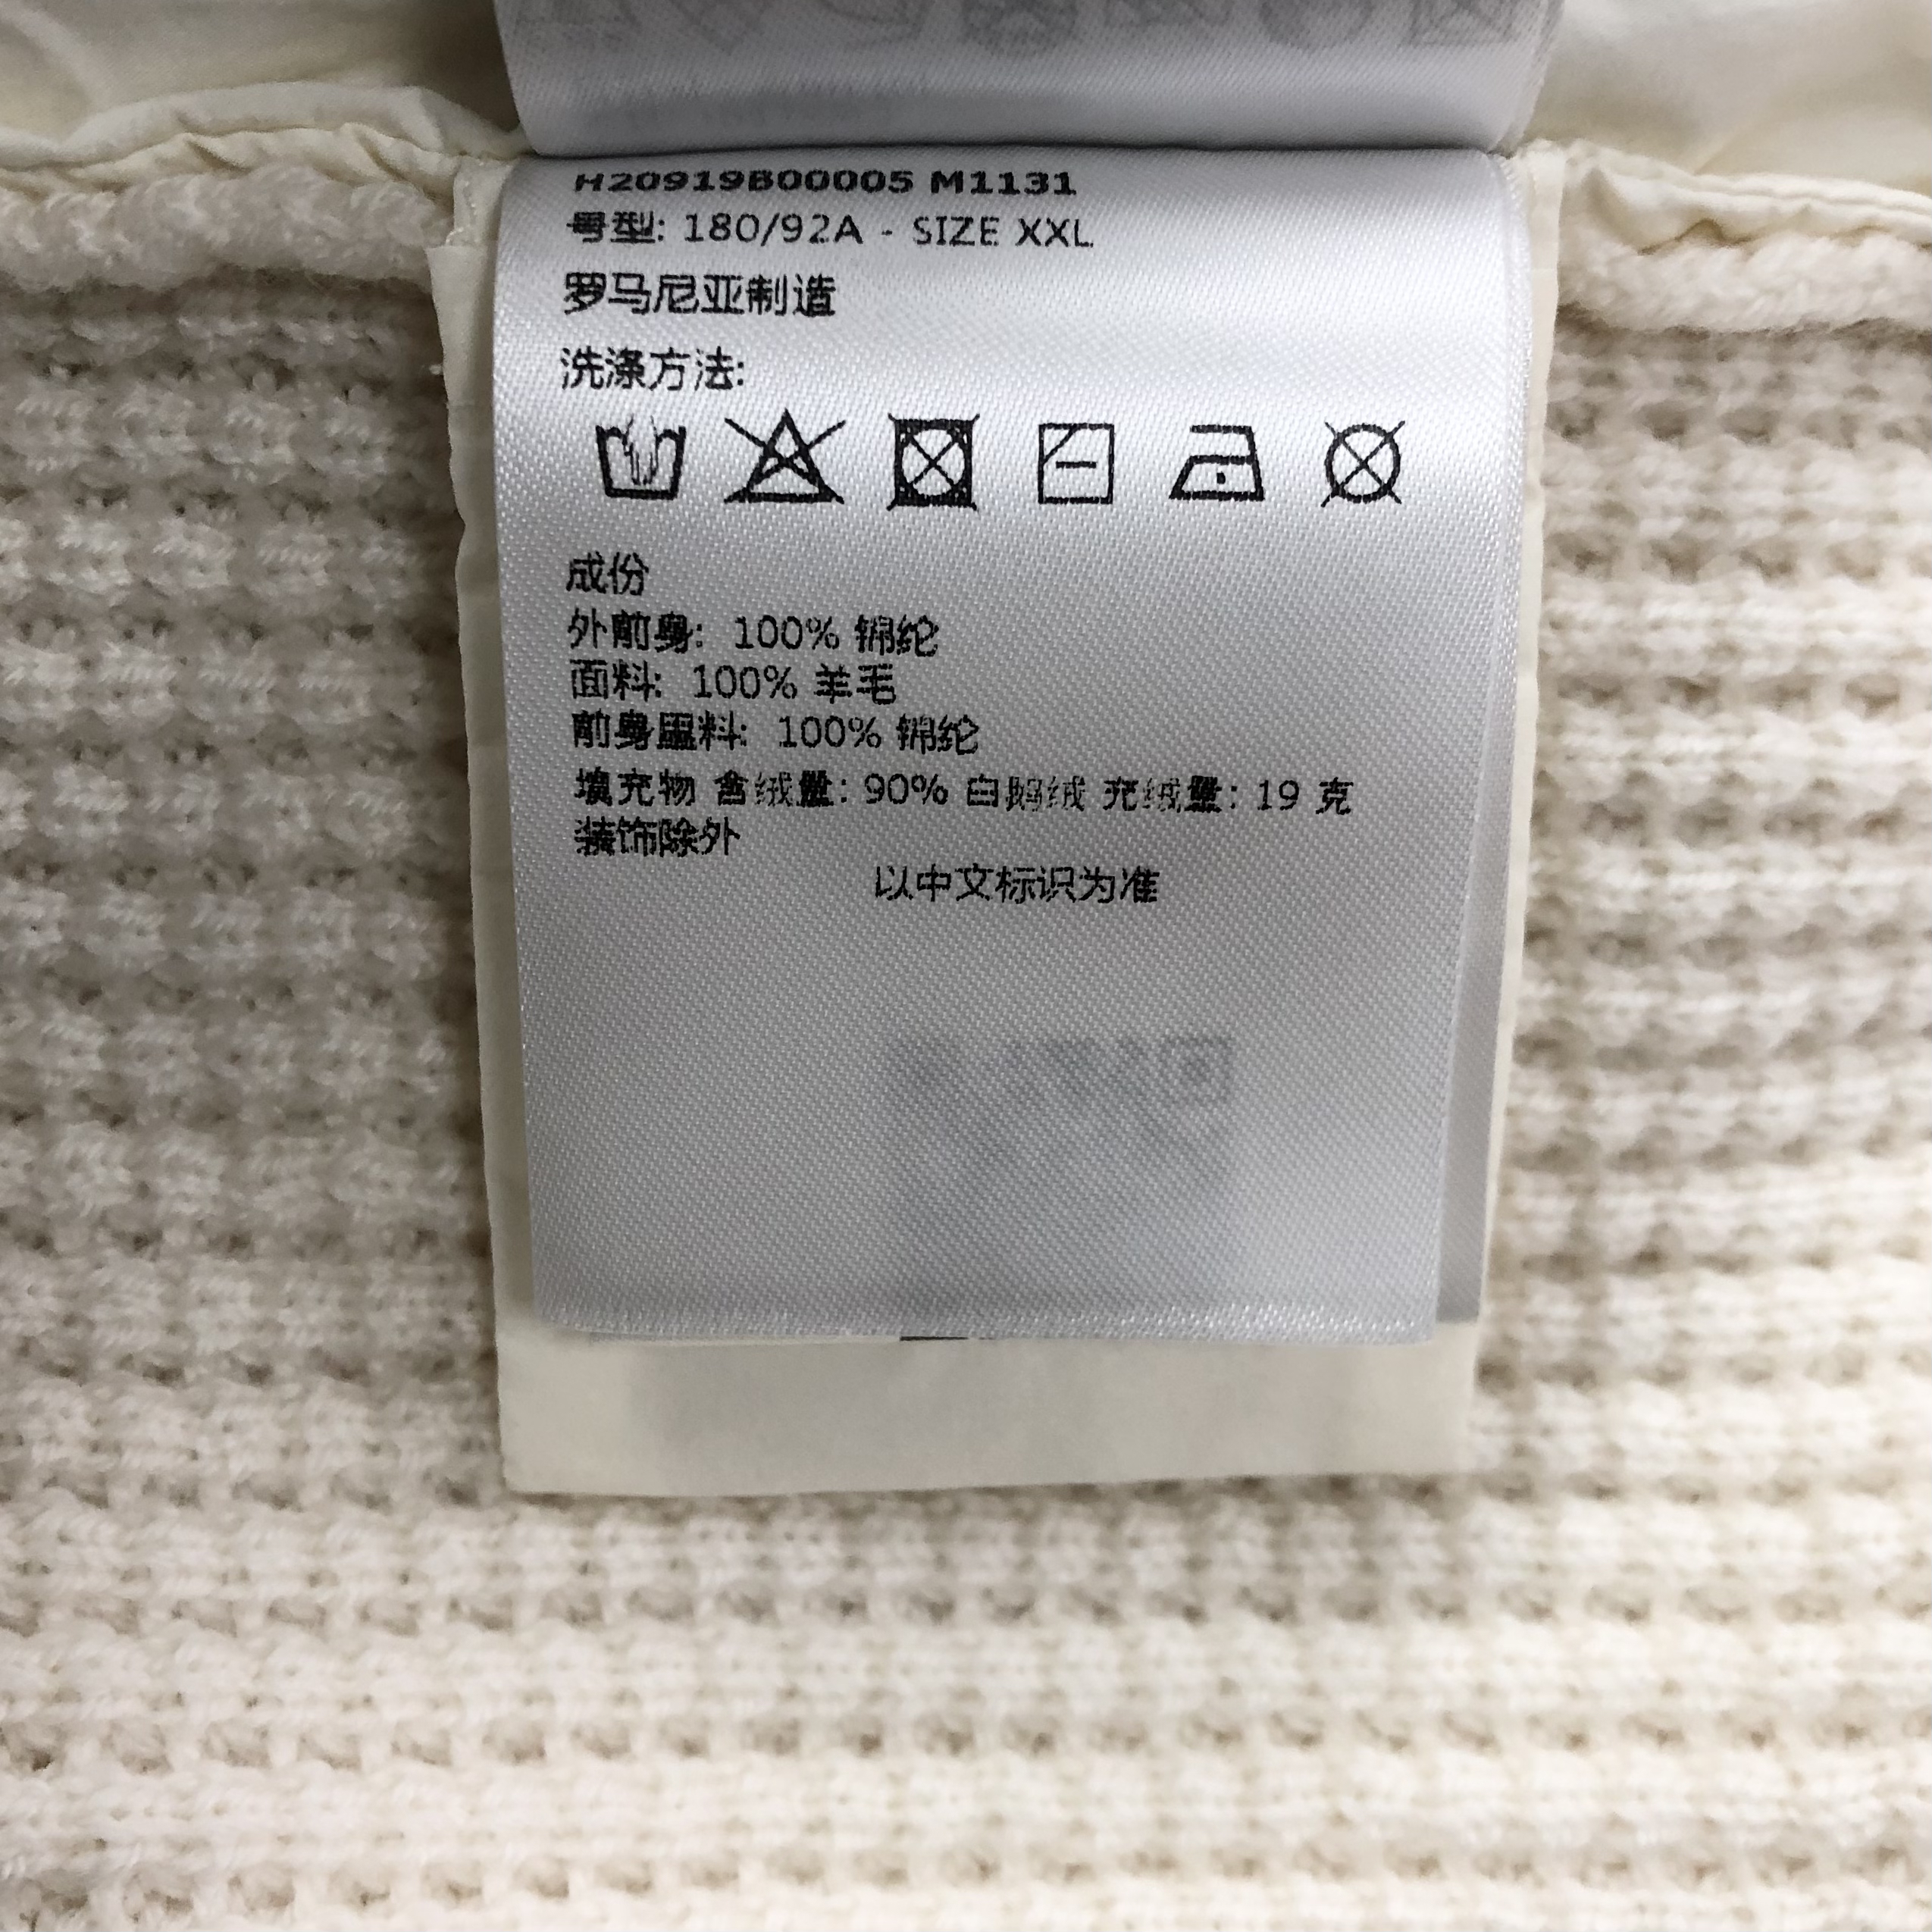 H20919B00005 M1131
号型: 180/92A - SIZE XXL
罗马尼亚制造
洗涤方法:
成份
外前身: 100% 锦纶
面料: 100% 羊毛
前身里料: 100% 锦纶
填充物 含绒量: 90% 白鹅绒 充绒量: 19 克
装饰除外
以中文标识为准